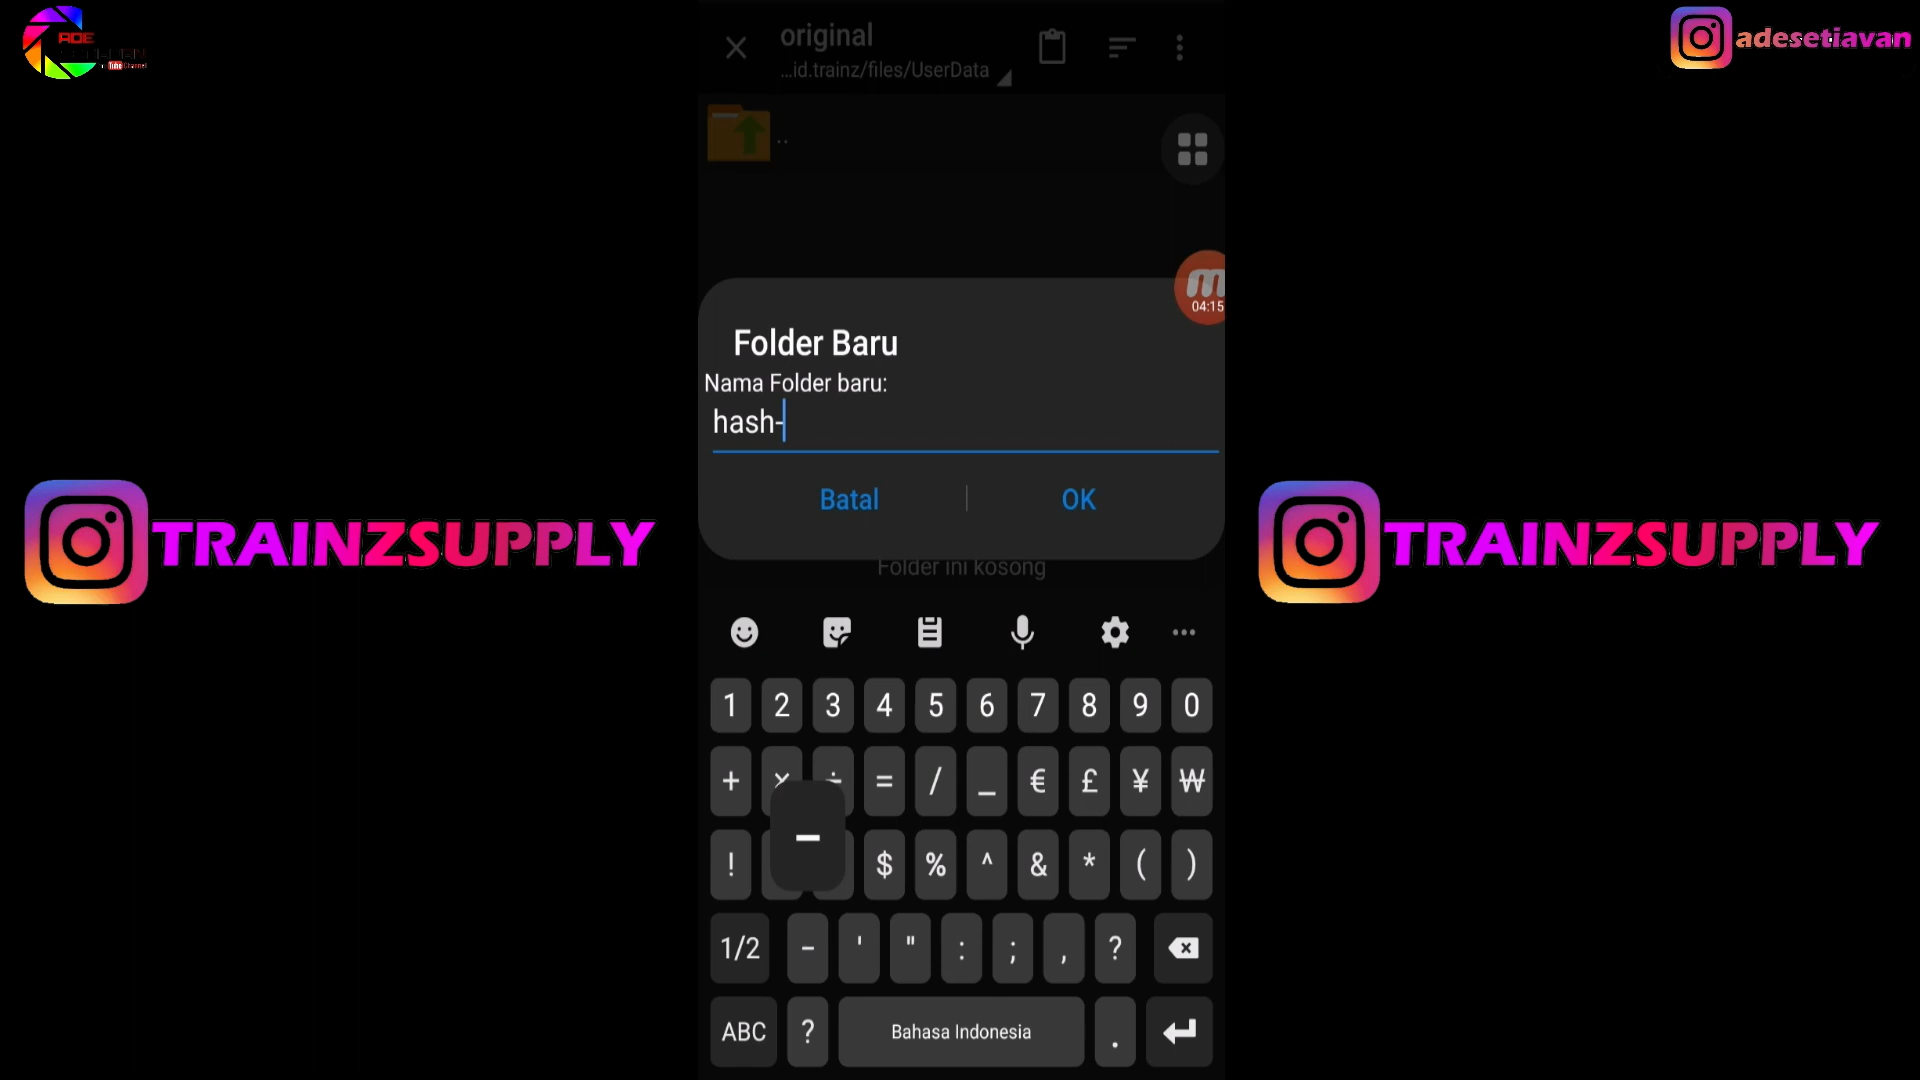 ADE
original
...id.trainz/files/UserData
adesetiavan
..
04:15
Folder Baru
Nama Folder baru:
hash-
Batal
OK
Folder ini kosong
TRAINZSUPPLY
TRAINZSUPPLY
1 2 3 4 5 6 7 8 9 0
+ × ÷ = / _ € £ ¥ ₩
-
! $ % ^ & * ( )
1/2 - ' " : ; , ?
ABC ? Bahasa Indonesia .